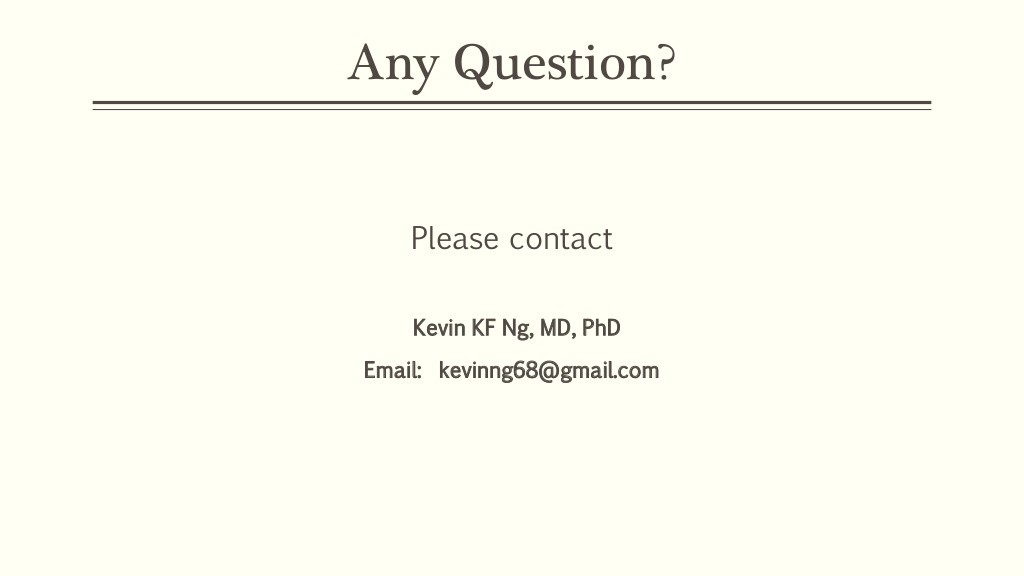 Any Question?
Please contact
Kevin KF Ng, MD, PhD
Email: kevinng68@gmail.com